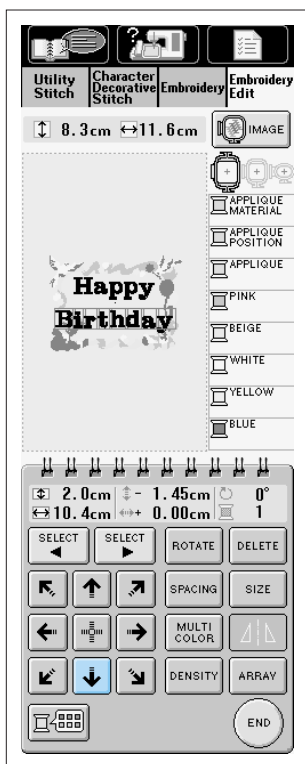 Utility Stitch
Character Decorative Stitch
Embroidery
Embroidery Edit
8.3cm 11.6cm
IMAGE
APPLIQUE MATERIAL
APPLIQUE POSITION
APPLIQUE
PINK
BEIGE
WHITE
YELLOW
BLUE
Happy
Birthday
2.0cm - 1.45cm 0°
10.4cm + 0.00cm 1
SELECT SELECT ROTATE DELETE
SPACING SIZE
MULTI COLOR
DENSITY ARRAY
END